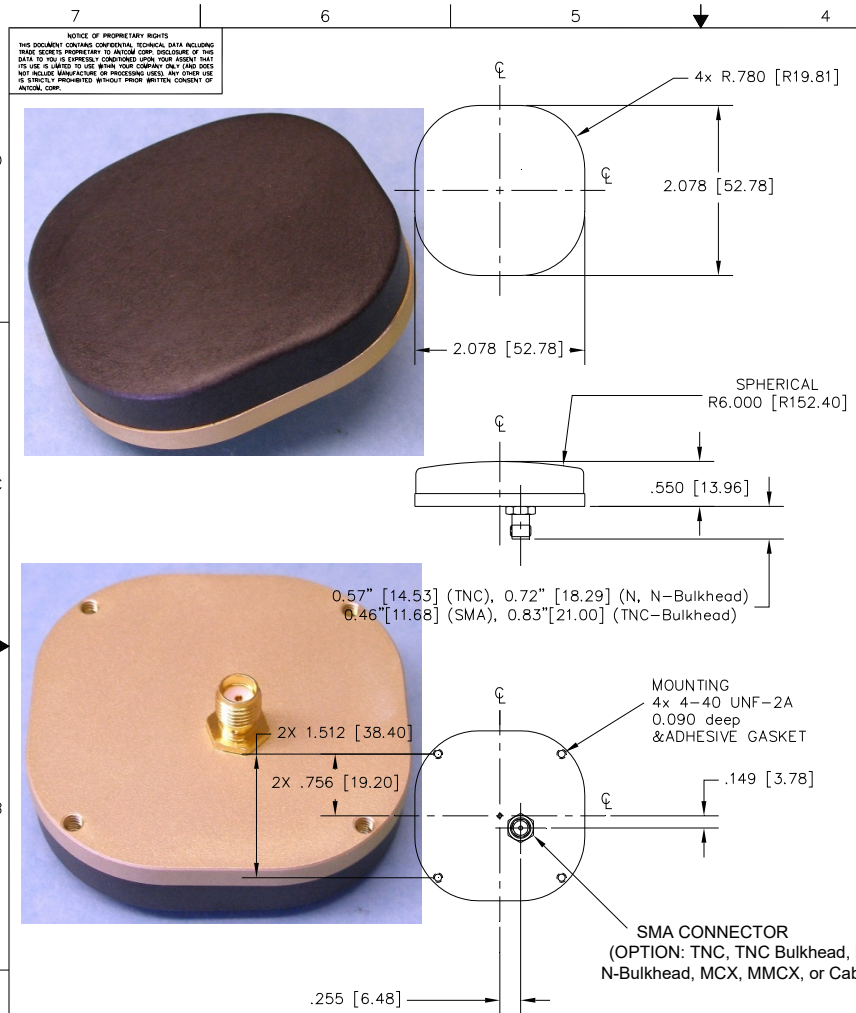 7 6 5 4
NOTICE OF PROPRIETARY RIGHTS
THIS DOCUMENT CONTAINS CONFIDENTIAL TECHNICAL DATA INCLUDING
TRADE SECRETS PROPRIETARY TO ANTCOM CORP. DISCLOSURE OF THIS
DATA TO YOU IS EXPRESSLY CONDITIONED UPON YOUR ASSENT THAT
ITS USE IS LIMITED TO USE WITHIN YOUR COMPANY ONLY (AND DOES
NOT INCLUDE MANUFACTURE OR PROCESSING USES). ANY OTHER USE
IS STRICTLY PROHIBITED WITHOUT PRIOR WRITTEN CONSENT OF
ANTCOM, CORP.
℄
4x R.780 [R19.81]
℄
2.078 [52.78]
2.078 [52.78]
SPHERICAL
R6.000 [R152.40]
℄
.550 [13.96]
0.57" [14.53] (TNC), 0.72" [18.29] (N, N-Bulkhead)
0.46"[11.68] (SMA), 0.83"[21.00] (TNC-Bulkhead)
MOUNTING
4x 4-40 UNF-2A
0.090 deep
&ADHESIVE GASKET
℄
2X 1.512 [38.40]
2X .756 [19.20]
.149 [3.78]
℄
B
SMA CONNECTOR
(OPTION: TNC, TNC Bulkhead,
N-Bulkhead, MCX, MMCX, or Cab
.255 [6.48]